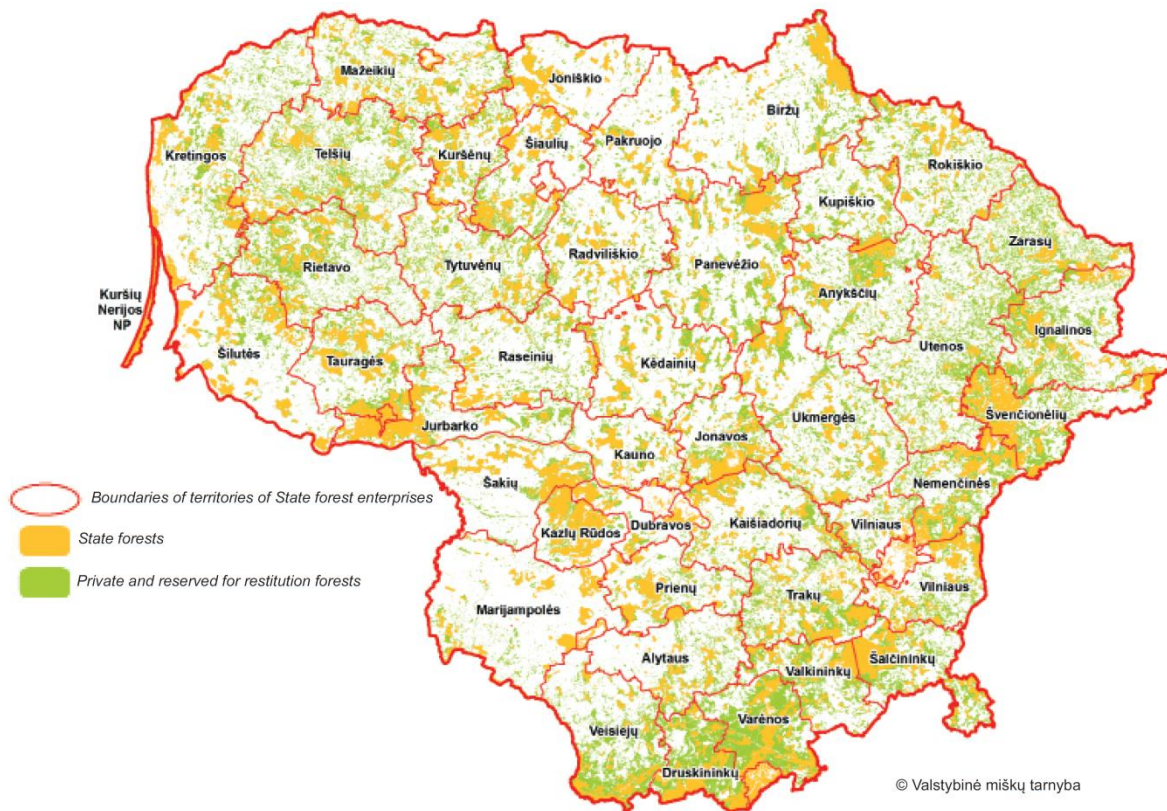 Mažeikių
Joniškio
Biržų
Kretingos
Telšių
Kuršėnų
Šiaulių
Pakruojo
Rokiškio
Kupiškio
Rietavo
Tytuvėnų
Radviliškio
Panevėžio
Anykščių
Zarasų
Kuršių
Nerijos
NP
Šilutės
Tauragės
Raseinių
Kėdainių
Utenos
Ignalinos
Jurbarko
Kauno
Jonavos
Ukmergės
Švenčionėlių
Šakių
Nemenčinės
Boundaries of territories of State forest enterprises
Kazlų Rūdos
Dubravos
Kaišiadorių
Vilniaus
State forests
Private and reserved for restitution forests
Marijampolės
Prienų
Trakų
Vilniaus
Alytaus
Valkininkų
Šalčininkų
Veisiejų
Varėnos
Druskininkų
© Valstybinė miškų tarnyba